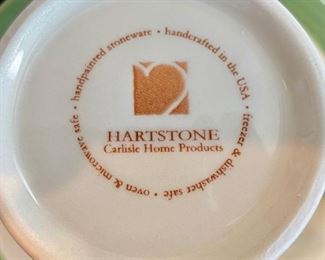 handpainted stoneware • handcrafted in the USA • freezer & dishwasher safe • oven & microwave safe •
HARTSTONE
Carlisle Home Products